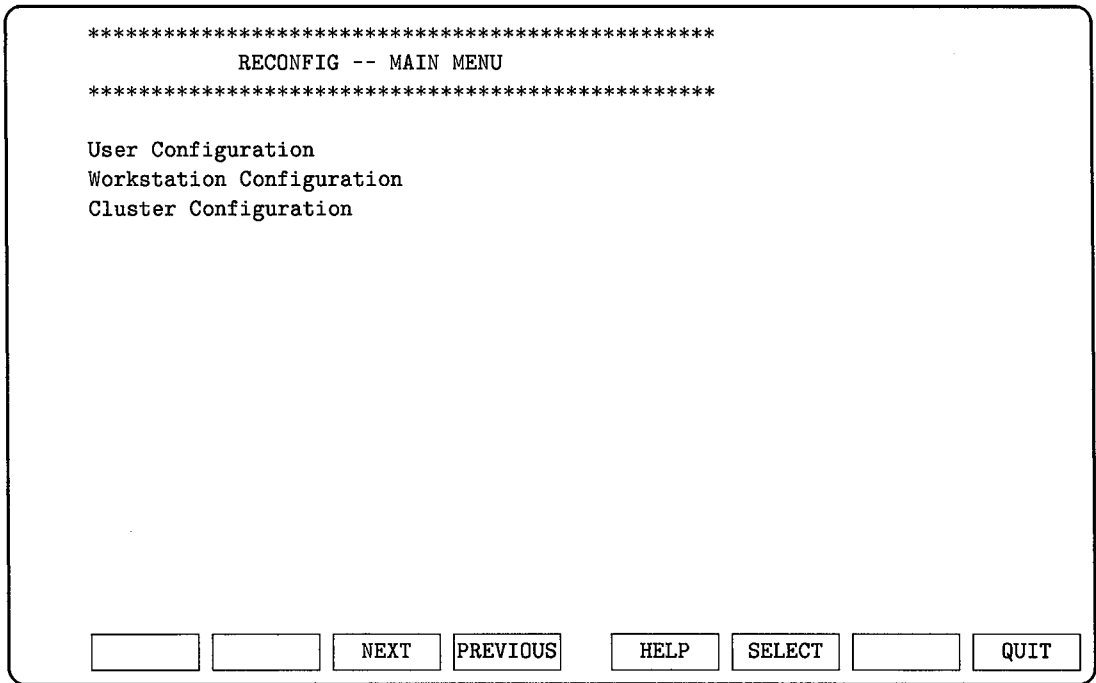 **************************************************
RECONFIG -- MAIN MENU
**************************************************
User Configuration
Workstation Configuration
Cluster Configuration
NEXT PREVIOUS HELP SELECT QUIT